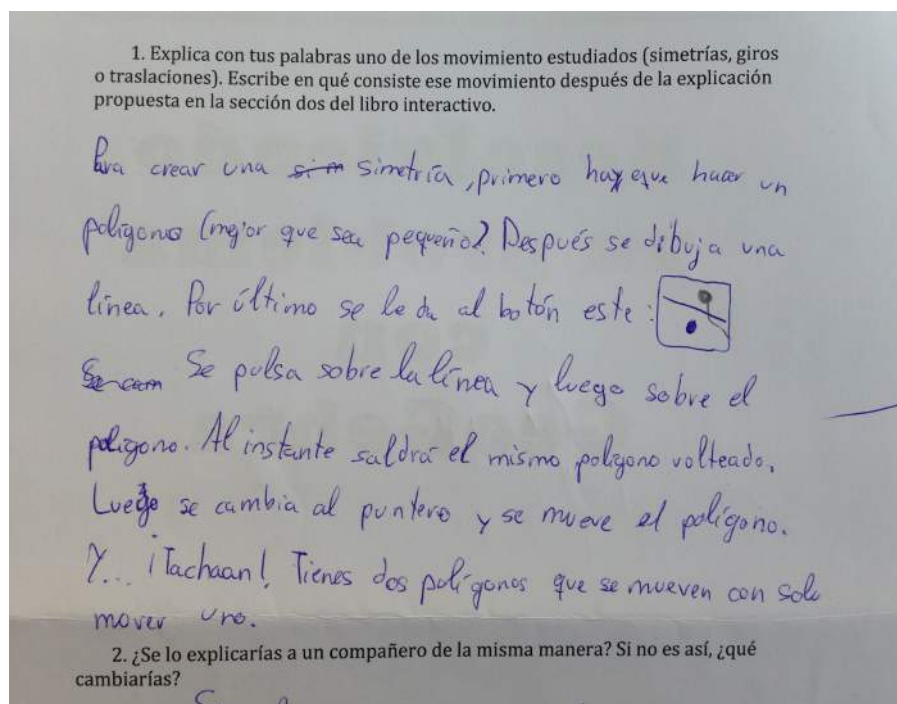 1. Explica con tus palabras uno de los movimiento estudiados (simetrías, giros
o traslaciones). Escribe en qué consiste ese movimiento después de la explicación
propuesta en la sección dos del libro interactivo.
Para crear una sim simetría, primero hay que hacer un
polígono (mejor que sea pequeño). Después se dibuja una
línea. Por último se le da al botón este:
Se pulsa sobre la línea y luego sobre el
polígono. Al instante saldrá el mismo poligono volteado.
Luego se cambia al puntero y se mueve el polígono.
Y... ¡Tachaan! Tienes dos polígonos que se mueven con solo
mover uno.
2. ¿Se lo explicarías a un compañero de la misma manera? Si no es así, ¿qué
cambiarías?